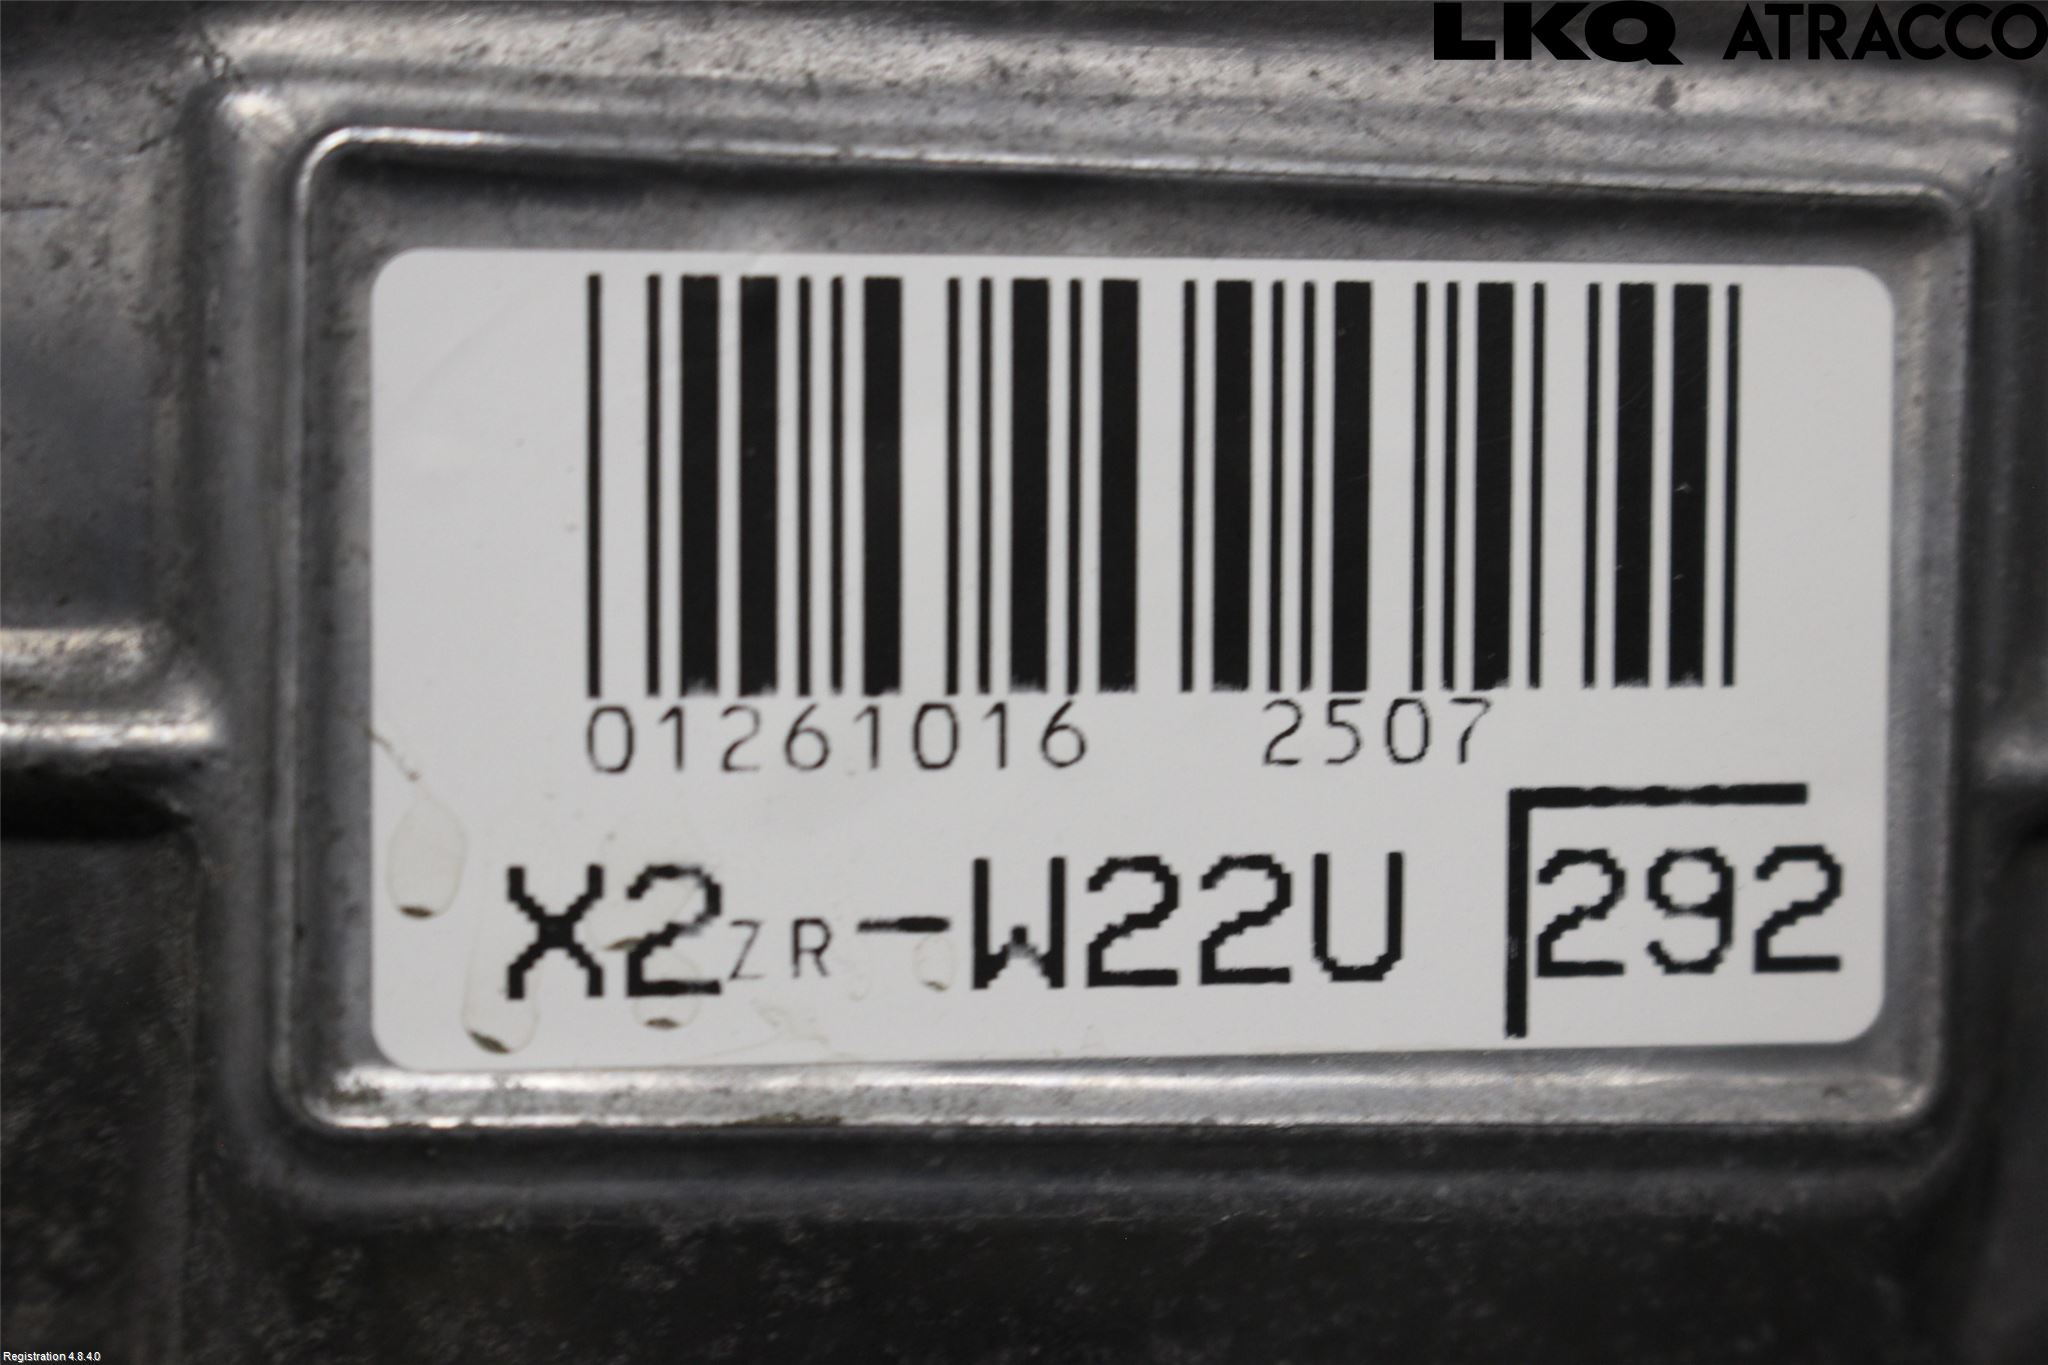 LKQ ATRACCO
01261016 2507
X2ZR-W22U 292
Registration 4.8.4.0